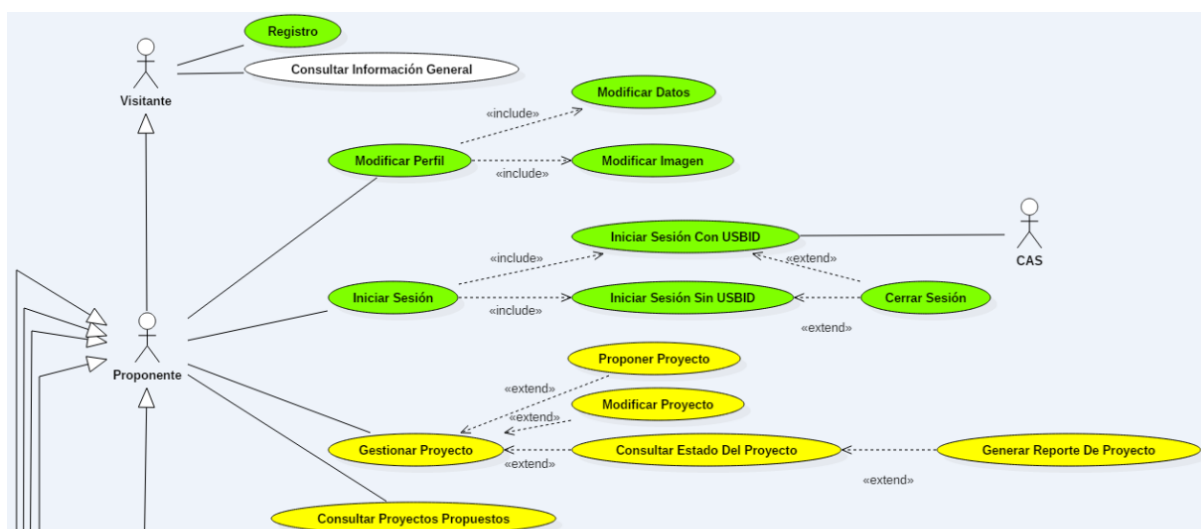 Registro
Consultar Información General
Visitante
Modificar Datos
«include»
Modificar Perfil
«include»
Modificar Imagen
Iniciar Sesión Con USBID
CAS
«include»
«extend»
Iniciar Sesión
«include»
Iniciar Sesión Sin USBID
Cerrar Sesión
«extend»
Proponente
Proponer Proyecto
«extend»
Modificar Proyecto
«extend»
Gestionar Proyecto
«extend»
Consultar Estado Del Proyecto
«extend»
Generar Reporte De Proyecto
Consultar Proyectos Propuestos